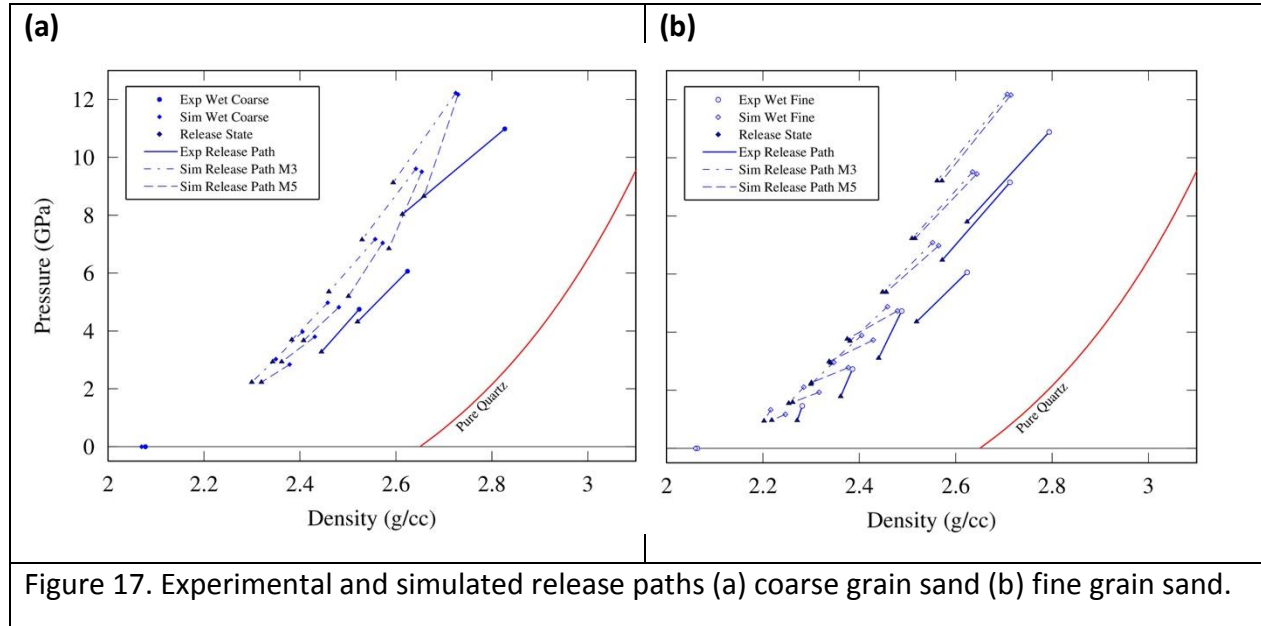 (a)
Exp Wet Coarse
Sim Wet Coarse
Release State
Exp Release Path
Sim Release Path M3
Sim Release Path M5
Pressure (GPa)
12
10
8
6
4
2
0
Pure Quartz
2
2.2
2.4
2.6
2.8
3
Density (g/cc)
(b)
Exp Wet Fine
Sim Wet Fine
Release State
Exp Release Path
Sim Release Path M3
Sim Release Path M5
Pure Quartz
2
2.2
2.4
2.6
2.8
3
Density (g/cc)
Figure 17. Experimental and simulated release paths (a) coarse grain sand (b) fine grain sand.